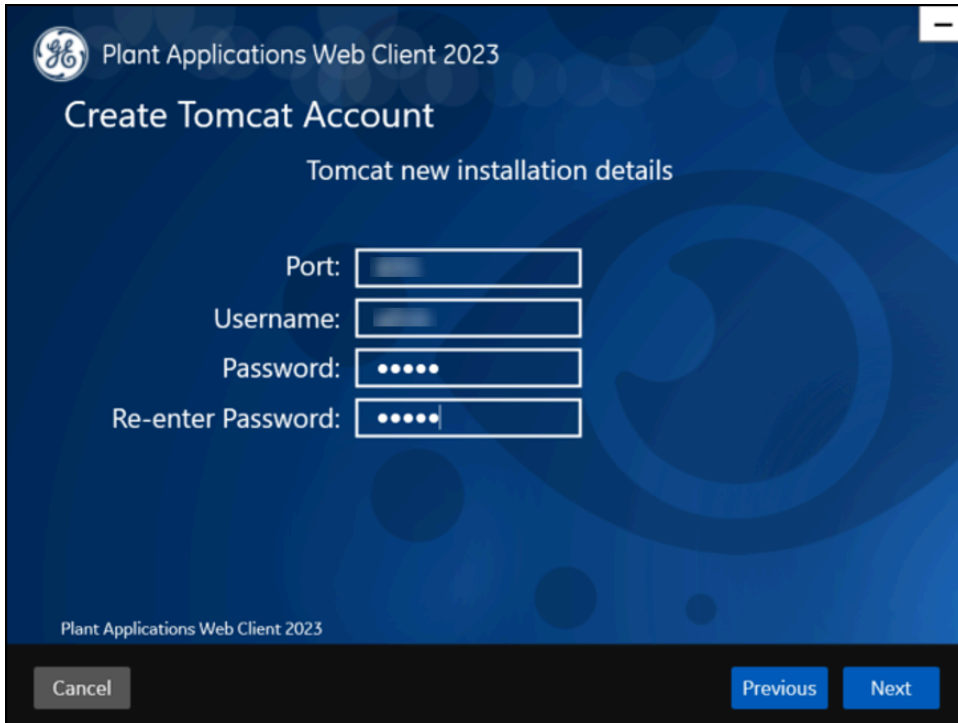 Plant Applications Web Client 2023
Create Tomcat Account
Tomcat new installation details
Port:
Username:
Password: •••••
Re-enter Password: •••••
Plant Applications Web Client 2023
Cancel Previous Next